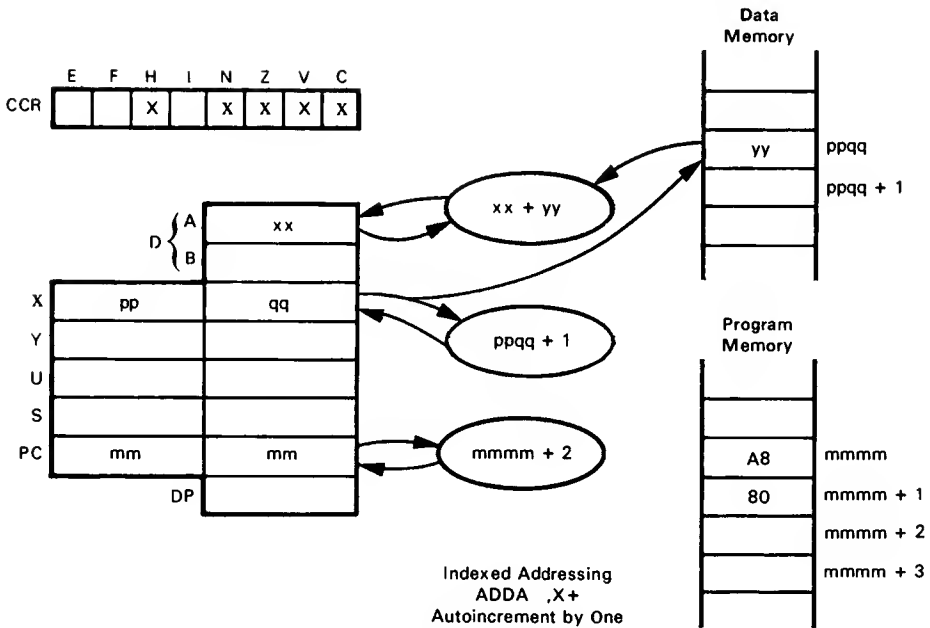 Data
Memory
E F H I N Z V C
CCR X X X X X
yy ppqq
ppqq + 1
xx + yy
D { A xx
B
X pp qq
ppqq + 1
Y
U
S
PC mm mm
mmmm + 2
DP
Program
Memory
A8 mmmm
80 mmmm + 1
mmmm + 2
mmmm + 3
Indexed Addressing
ADDA ,X+
Autoincrement by One